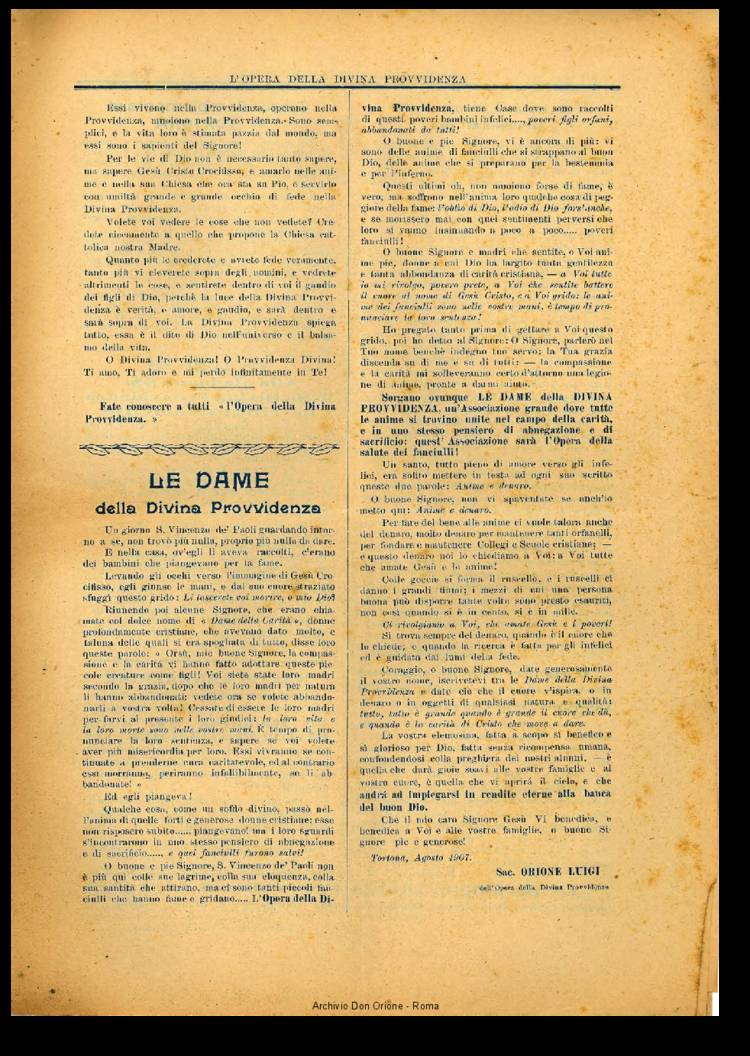 L'OPERA DELLA DIVINA PROVVIDENZA
Essi vivono nella Provvidenza, operano nella
Provvidenza, muoiono nella Provvidenza.- Sono sem-
plici, e la vita loro è stimata pazzia dal mondo, ma
essi sono i sapienti del Signore!
Per le vie di Dio non è necessario tanto sapere,
ma sapere Gesù Cristo Crocifisso, e amarlo nelle ani-
me e nella sua Chiesa che ora sta su Pio, e servirlo
con umiltà grande e grande occhio di fede nella
Divina Provvidenza.
Volete voi vedere le cose che non vedete? Cre-
dete ciecamente a quello che propone la Chiesa cat-
tolica nostra Madre.
Quanto più le crederete e avrete fede veramente,
tanto più vi eleverete sopra degli uomini, e vedrete
altrimenti le cose, e sentirete dentro di voi il gaudio
dei figli di Dio, perchè la luce della Divina Provvi-
denza è verità, e amore, e gaudio, e sarà dentro e
sarà sopra di voi. La Divina Provvidenza spiega
tutto, essa è il dito di Dio nell'universo e il balsa-
mo della vita.
O Divina Provvidenza! O Provvidenza Divina!
Ti amo, Ti adoro e mi perdo infinitamente in Te!
Fate conoscere a tutti « l'Opera della Divina
Provvidenza. »
LE DAME
della Divina Provvidenza
Un giorno S. Vincenzo de' Paoli guardando intor-
no a se, non trovò più nulla, proprio più nulla da dare.
E nella casa, ov'egli li aveva raccolti, c'erano
dei bambini che piangevano per la fame.
Levando gli occhi verso l'immagine di Gesù Cro-
cifisso, egli giunse le mani, e dal suo cuore straziato
sfuggì questo grido: Li lascerete voi morire, o mio Dio?
Riunendo poi alcune Signore, che erano chia-
mate col dolce nome di « Dame della Carità », donne
profondamente cristiane, che avevano dato molto, e
taluna delle quali si era spogliata di tutto, disse loro
queste parole: « Orsù, mie buone Signore, la compas-
sione e la carità vi hanno fatto adottare queste pic-
cole creature come figli! Voi siete state loro madri
secondo la grazia, dopo che le loro madri per natura
li hanno abbandonati: vedete ora se volete abbando-
narli a vostra volta! Cessate di essere le loro madri
per farvi al presente i loro giudici: la loro vita e
la loro morte sono nelle vostre mani. È tempo di pro-
nunciare la loro sentenza, e sapere se voi volete
aver più misericordia per loro. Essi vivranno se con-
tinuate a prenderne cura caritatevole, ed al contrario
essi morranno, periranno infallibilmente, se li ab-
bandonate! »
Ed egli piangeva!
Qualche cosa, come un soffio divino, passò nel-
l'anima di quelle forti e generose donne cristiane: esse
non risposero subito...... piangevano! ma i loro sguardi
s'incontrarono in uno stesso pensiero di abnegazione
e di sacrificio....., e quei fanciulli furono salvi!
O buone e pie Signore, S. Vincenzo de' Paoli non
è più qui colle sue lagrime, colla sua eloquenza, colla
sua santità che attirano, ma ci sono tanti piccoli fan-
ciulli che hanno fame e gridano..... L'Opera della Di-
vina Provvidenza, tiene Case dove sono raccolti
di questi poveri bambini infelici...., poveri figli orfani,
abbandonati da tutti!
O buone e pie Signore, vi è ancora di più: vi
sono delle anime di fanciulli che si strappano al buon
Dio, delle anime che si preparano per la bestemmia
e per l'inferno.
Questi ultimi oh, non muoiono forse di fame, è
vero, ma soffrono nell'anima loro qualche cosa di peg-
giore della fame: l'oblio di Dio, l'odio di Dio fors'anche,
e se morissero mai con quei sentimenti perversi che
loro si vanno insinuando a poco a poco..... poveri
fanciulli!
O buone Signore e madri che sentite, o Voi ani-
me pie, donne a cui Dio ha largito tanta gentilezza
e tanta abbondanza di carità cristiana, — a Voi tutte
io mi rivolgo, povero prete, a Voi che sentite battere
il cuore al nome di Gesù Cristo, e a Voi grido: le ani-
me dei fanciulli sono nelle vostre mani, è tempo di pro-
nunciare la loro sentenza!
Ho pregato tanto prima di gettare a Voi questo
grido, poi ho detto al Signore: O Signore, parlerò nel
Tuo nome benchè indegno tuo servo; la Tua grazia
discenda su di me e su di tutti: — la compassione
e la carità mi solleveranno certo d'attorno una legio-
ne di anime, pronte a darmi aiuto.
Sorgano ovunque LE DAME della DIVINA
PROVVIDENZA, un'Associazione grande dove tutte
le anime si trovino unite nel campo della carità,
e in uno stesso pensiero di abnegazione e di
sacrificio: quest' Associazione sarà l'Opera della
salute dei fanciulli!
Un santo, tutto pieno di amore verso gli infe-
lici, era solito mettere in testa ad ogni suo scritto
queste due parole: Anime e denaro.
O buone Signore, non vi spaventate se anch'io
metto qui: Anime e denaro.
Per fare del bene alle anime ci vuole talora anche
del denaro, molto denaro per mantenere tanti orfanelli,
per fondare e mantenere Collegi e Scuole cristiane; —
e questo denaro noi lo chiediamo a Voi: a Voi tutte
che amate Gesù e le anime!
Colle goccie si forma il ruscello, e i ruscelli ci
danno i grandi fiumi; i mezzi di cui una persona
buona può disporre tante volte sono presto esauriti,
non così quando si è in cento, si è in mille.
Ci rivolgiamo a Voi, che amate Gesù e i poveri!
Si trova sempre del denaro, quando c'è il cuore che
lo chiede, o quando la ricerca è fatta per gli infelici
ed è guidata dai lumi della fede.
Coraggio, o buone Signore, date generosamente
il vostro nome, iscrivetevi tra le Dame della Divina
Provvidenza e date ciò che il cuore v'ispira, o in
denaro o in oggetti di qualsiasi natura e qualità:
tutto, tutto è grande quando è grande il cuore che dà,
e quando è la carità di Cristo che move a dare.
La vostra elemosina, fatta a scopo sì benefico e
sì glorioso per Dio, fatta senza ricompensa umana,
confondendosi colla preghiera dei nostri alunni, — è
quella che darà gioie soavi alle vostre famiglie e al
vostro cuore, è quella che vi aprirà il cielo, e che
andrà ad impiegarsi in rendite eterne alla banca
del buon Dio.
Che il mio caro Signore Gesù Vi benedica, e
benedica a Voi e alle vostre famiglie, o buone Si-
gnore pie e generose!
Tortona, Agosto 1907.
Sac. ORIONE LUIGI
dell'Opera della Divina Provvidenza
Archivio Don Orione - Roma